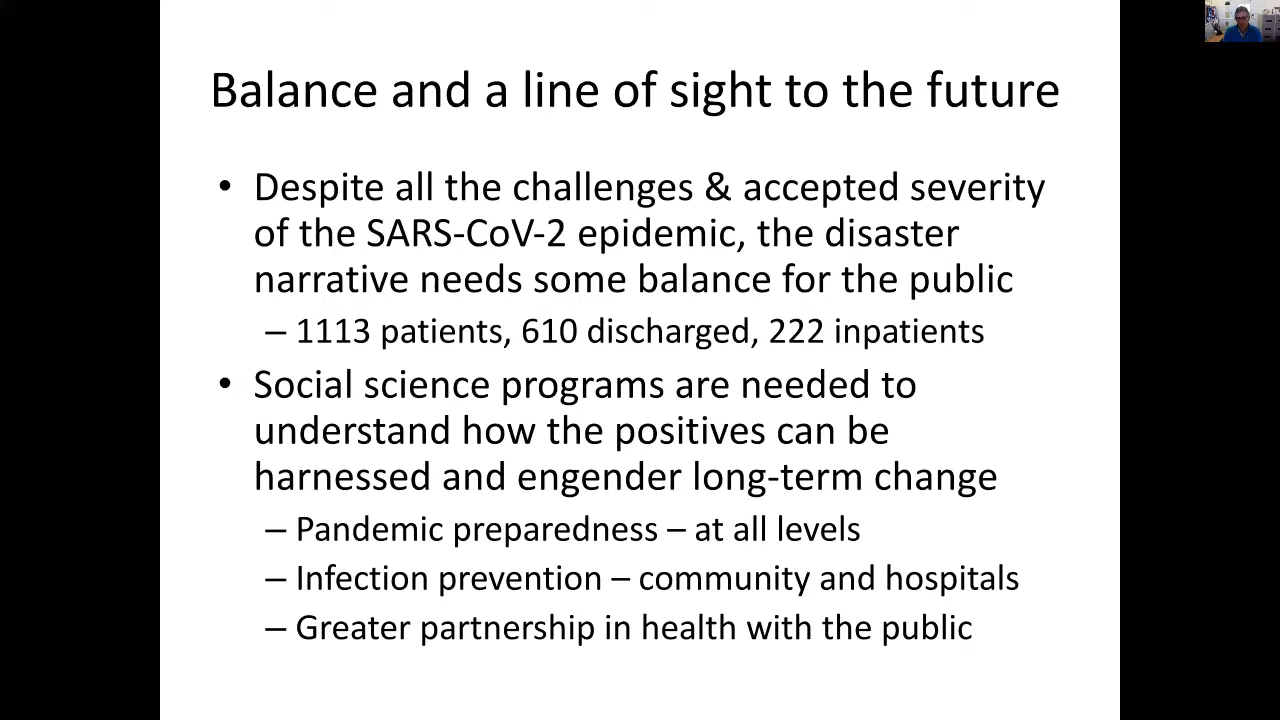 Balance and a line of sight to the future
• Despite all the challenges & accepted severity
of the SARS-CoV-2 epidemic, the disaster
narrative needs some balance for the public
– 1113 patients, 610 discharged, 222 inpatients
• Social science programs are needed to
understand how the positives can be
harnessed and engender long-term change
– Pandemic preparedness – at all levels
– Infection prevention – community and hospitals
– Greater partnership in health with the public